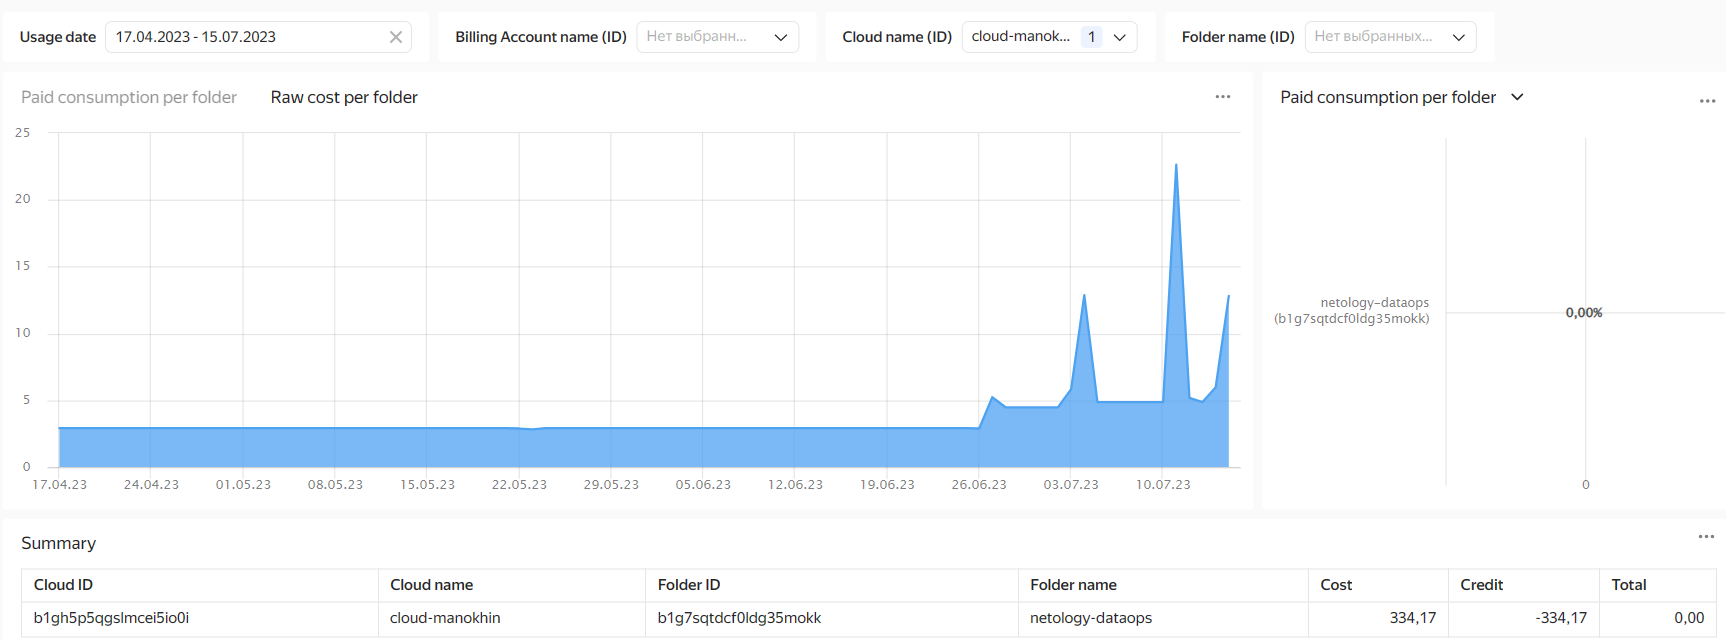 Usage date 17.04.2023 - 15.07.2023 Billing Account name (ID) Нет выбранн... Cloud name (ID) cloud-manok... 1 Folder name (ID) Нет выбранных...
Paid consumption per folder Raw cost per folder
25
20
15
10
5
0
17.04.23 24.04.23 01.05.23 08.05.23 15.05.23 22.05.23 29.05.23 05.06.23 12.06.23 19.06.23 26.06.23 03.07.23 10.07.23
Paid consumption per folder
netology-dataops
(b1g7sqtdcf0ldg35mokk)
0,00%
0
Summary
Cloud ID Cloud name Folder ID Folder name Cost Credit Total
b1gh5p5qgslmcei5io0i cloud-manokhin b1g7sqtdcf0ldg35mokk netology-dataops 334,17 -334,17 0,00